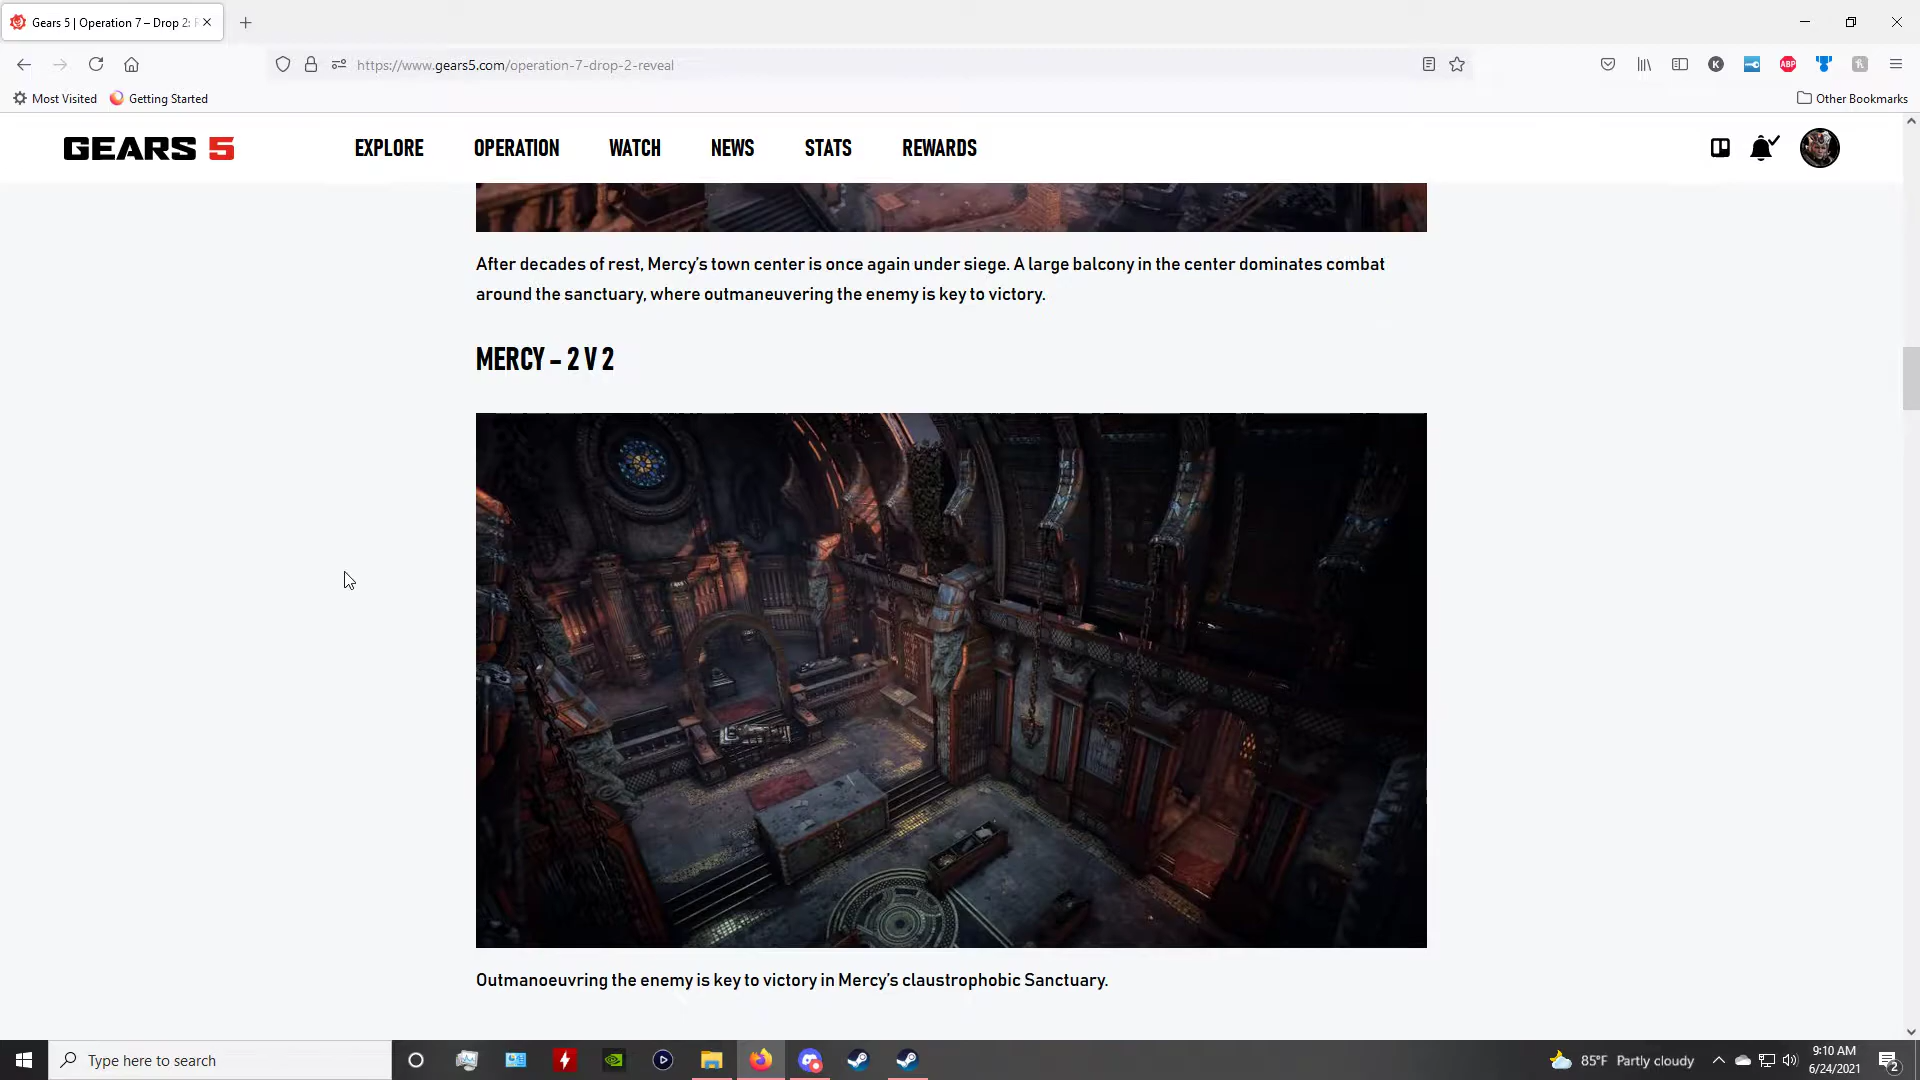 Gears 5 | Operation 7 – Drop 2:
https://www.gears5.com/operation-7-drop-2-reveal
K
ABP
Most Visited
Getting Started
Other Bookmarks
GEARS 5
EXPLORE
OPERATION
WATCH
NEWS
STATS
REWARDS
After decades of rest, Mercy's town center is once again under siege. A large balcony in the center dominates combat
around the sanctuary, where outmaneuvering the enemy is key to victory.
MERCY – 2 V 2
Outmanoeuvring the enemy is key to victory in Mercy's claustrophobic Sanctuary.
Type here to search
85°F Partly cloudy
9:10 AM
6/24/2021
2